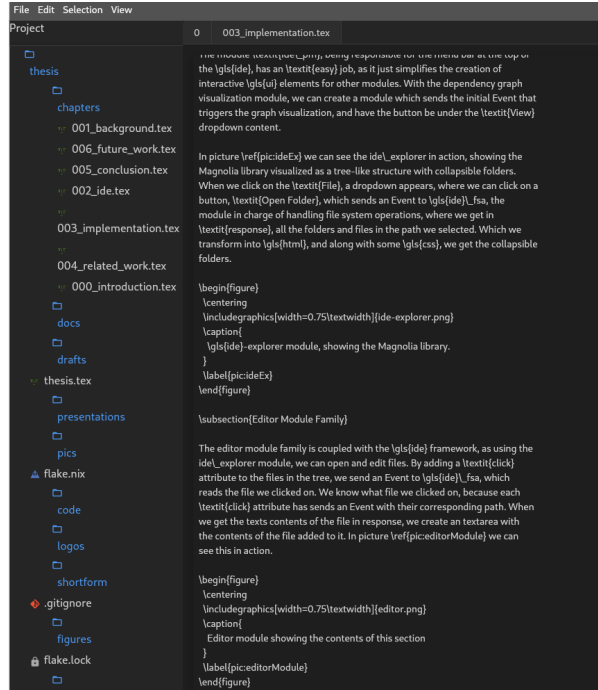 File Edit Selection View
Project
thesis
chapters
001_background.tex
006_future_work.tex
005_conclusion.tex
002_ide.tex
003_implementation.tex
004_related_work.tex
000_introduction.tex
docs
drafts
thesis.tex
presentations
pics
flake.nix
code
logos
shortform
.gitignore
figures
flake.lock
0 003_implementation.tex
The module \textit{ide\_pm}, being responsible for the menu bar at the top of
the \gls{ide}, has an \textit{easy} job, as it just simplifies the creation of
interactive \gls{ui} elements for other modules. With the dependency graph
visualization module, we can create a module which sends the initial Event that
triggers the graph visualization, and have the button be under the \textit{View}
dropdown content.
In picture \ref{pic:ideEx} we can see the ide\_explorer in action, showing the
Magnolia library visualized as a tree-like structure with collapsible folders.
When we click on the \textit{File}, a dropdown appears, where we can click on a
button, \textit{Open Folder}, which sends an Event to \gls{ide}\_fsa, the
module in charge of handling file system operations, where we get in
\textit{response}, all the folders and files in the path we selected. Which we
transform into \gls{html}, and along with some \gls{css}, we get the collapsible
folders.
\begin{figure}
\centering
\includegraphics[width=0.75\textwidth]{ide-explorer.png}
\caption{
\gls{ide}-explorer module, showing the Magnolia library.
}
\label{pic:ideEx}
\end{figure}
\subsection{Editor Module Family}
The editor module family is coupled with the \gls{ide} framework, as using the
ide\_explorer module, we can open and edit files. By adding a \textit{click}
attribute to the files in the tree, we send an Event to \gls{ide}\_fsa, which
reads the file we clicked on. We know what file we clicked on, because each
\textit{click} attribute has sends an Event with their corresponding path. When
we get the texts contents of the file in response, we create an textarea with
the contents of the file added to it. In picture \ref{pic:editorModule} we can
see this in action.
\begin{figure}
\centering
\includegraphics[width=0.75\textwidth]{editor.png}
\caption{
Editor module showing the contents of this section
}
\label{pic:editorModule}
\end{figure}